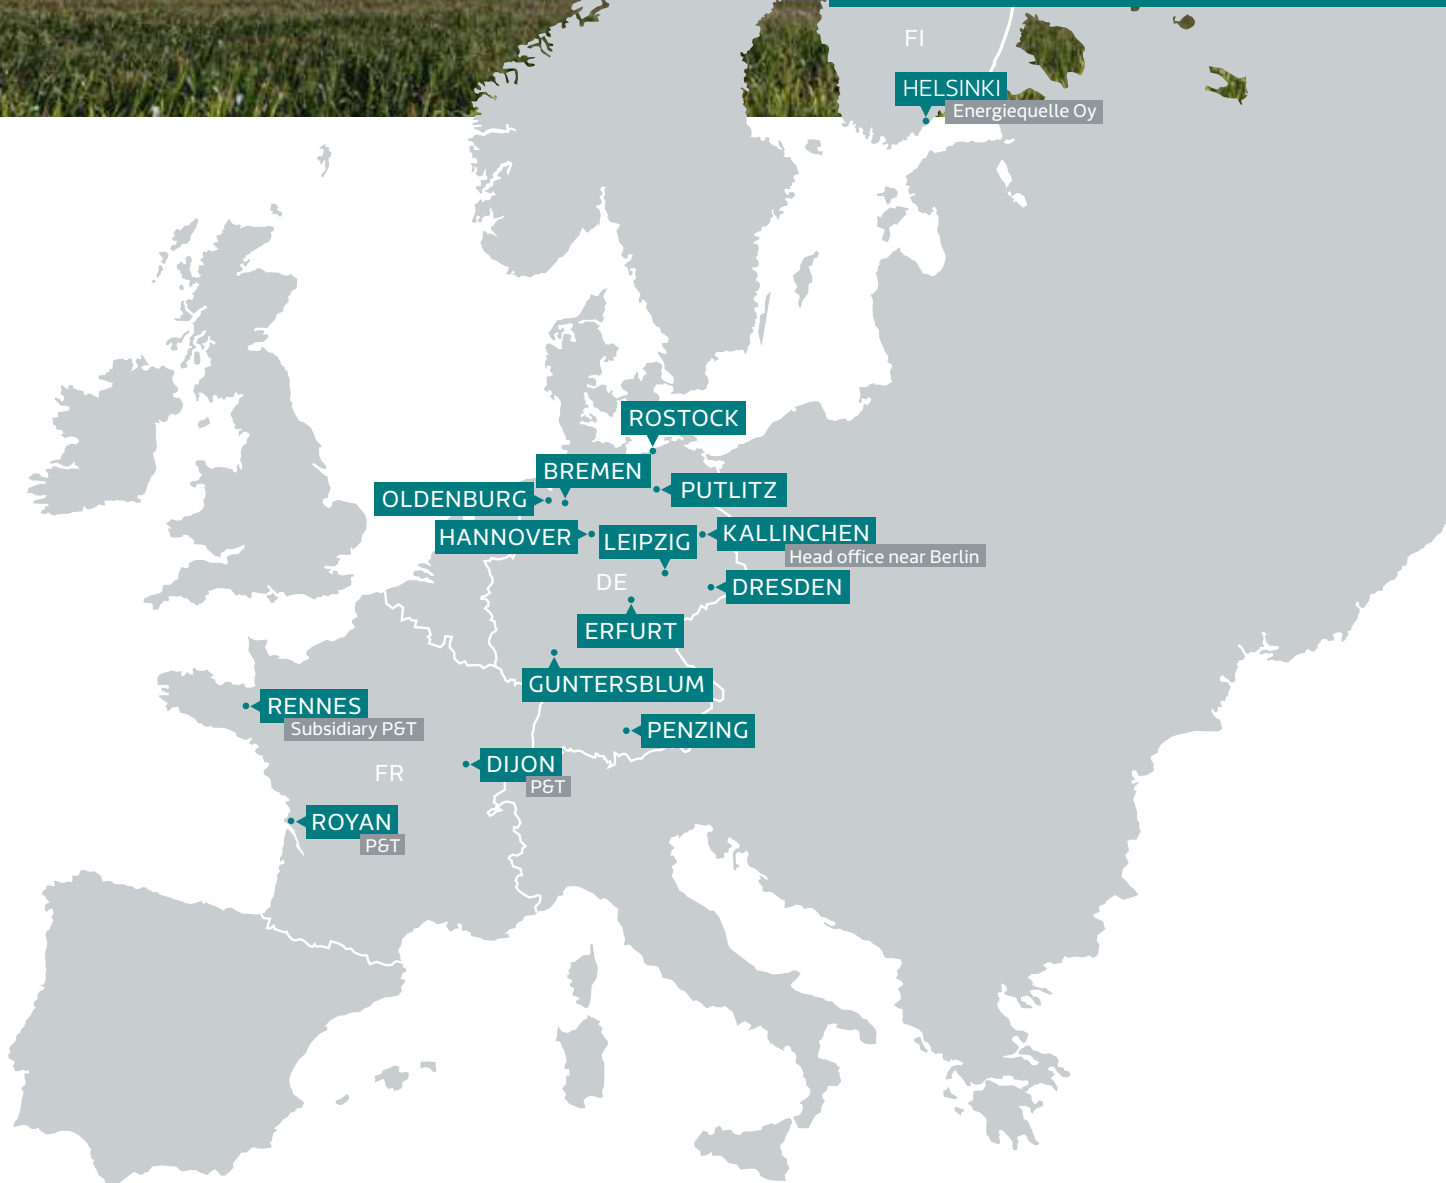 FI
HELSINKI
Energiequelle Oy
ROSTOCK
BREMEN
PUTLITZ
OLDENBURG
HANNOVER
LEIPZIG
KALLINCHEN
Head office near Berlin
DE
DRESDEN
ERFURT
GUNTERSBLUM
RENNES
Subsidiary P&T
PENZING
DIJON
P&T
FR
ROYAN
P&T